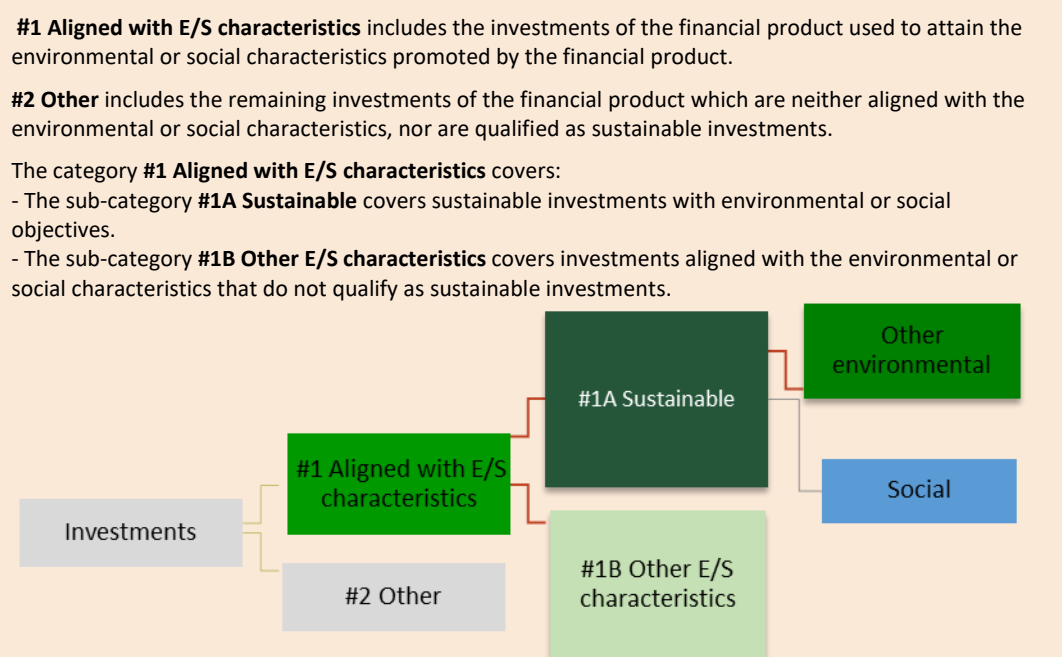 #1 Aligned with E/S characteristics includes the investments of the financial product used to attain the
environmental or social characteristics promoted by the financial product.
#2 Other includes the remaining investments of the financial product which are neither aligned with the
environmental or social characteristics, nor are qualified as sustainable investments.
The category #1 Aligned with E/S characteristics covers:
- The sub-category #1A Sustainable covers sustainable investments with environmental or social
objectives.
- The sub-category #1B Other E/S characteristics covers investments aligned with the environmental or
social characteristics that do not qualify as sustainable investments.
Investments
#1 Aligned with E/S
characteristics
#2 Other
#1A Sustainable
#1B Other E/S
characteristics
Other
environmental
Social